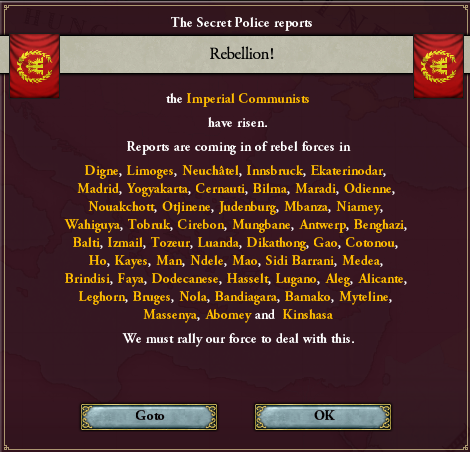 The Secret Police reports
Rebellion!
the Imperial Communists
have risen.
Reports are coming in of rebel forces in
Digne, Limoges, Neuchâtel, Innsbruck, Ekaterinodar,
Madrid, Yogyakarta, Cernauti, Bilma, Maradi, Odienne,
Nouakchott, Otjinene, Judenburg, Mbanza, Niamey,
Wahiguya, Tobruk, Cirebon, Mungbane, Antwerp, Benghazi,
Balti, Izmail, Tozeur, Luanda, Dikathong, Gao, Cotonou,
Ho, Kayes, Man, Ndele, Mao, Sidi Barrani, Medea,
Brindisi, Faya, Dodecanese, Hasselt, Lugano, Aleg, Alicante,
Leghorn, Bruges, Nola, Bandiagara, Bamako, Myteline,
Massenya, Abomey and Kinshasa
We must rally our force to deal with this.
Goto
OK